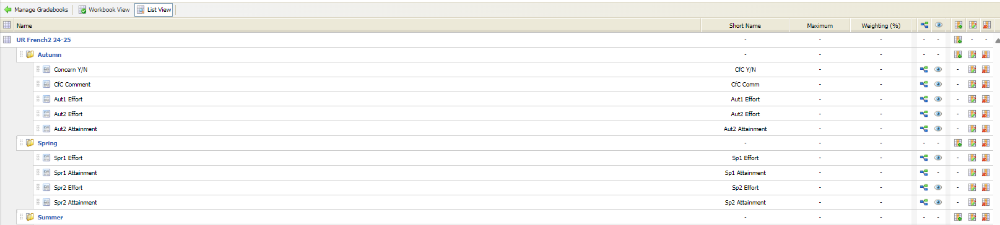 Manage Gradebooks Workbook View List View
Name Short Name Maximum Weighting (%)
UR French2 24-25 - - - - - - -
Autumn - - - - -
Concern Y/N CfC Y/N - - -
CfC Comment CfC Comm - - -
Aut1 Effort Aut1 Effort - - -
Aut2 Effort Aut2 Effort - - -
Aut2 Attainment Aut2 Attainment - - -
Spring - - - - -
Spr1 Effort Sp1 Effort - - -
Spr1 Attainment Sp1 Attainment - - - -
Spr2 Effort Sp2 Effort - - -
Spr2 Attainment Sp2 Attainment - - -
Summer - - - - -